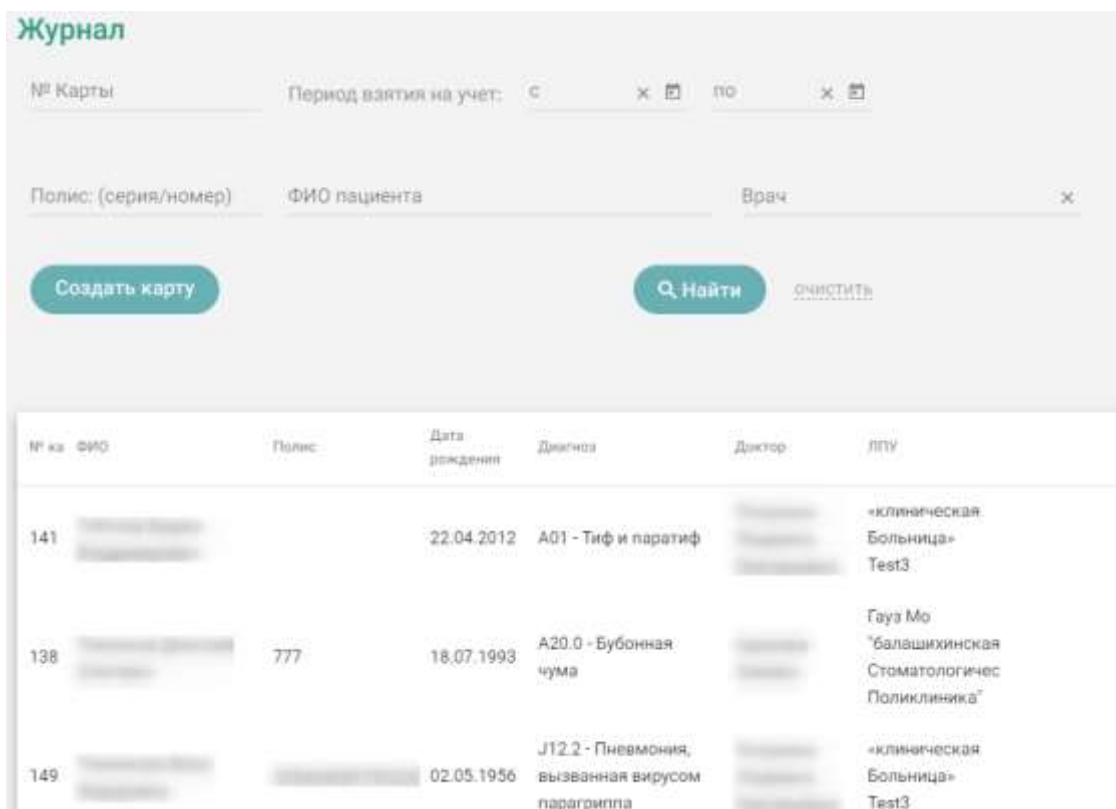 Журнал
№ Карты Период взятия на учет: с по
Полис: (серия/номер) ФИО пациента Врач
Создать карту Найти очистить
№ ка ФИО Полис Дата рождения Диагноз Доктор ЛПУ
141 22.04.2012 A01 - Тиф и паратиф «клиническая
Больница»
Test3
138 777 18.07.1993 A20.0 - Бубонная
чума
Гауз Мо
"балашихинская
Стоматологичес
Поликлиника"
149 02.05.1956 J12.2 - Пневмония,
вызванная вирусом
парагриппа
«клиническая
Больница»
Test3